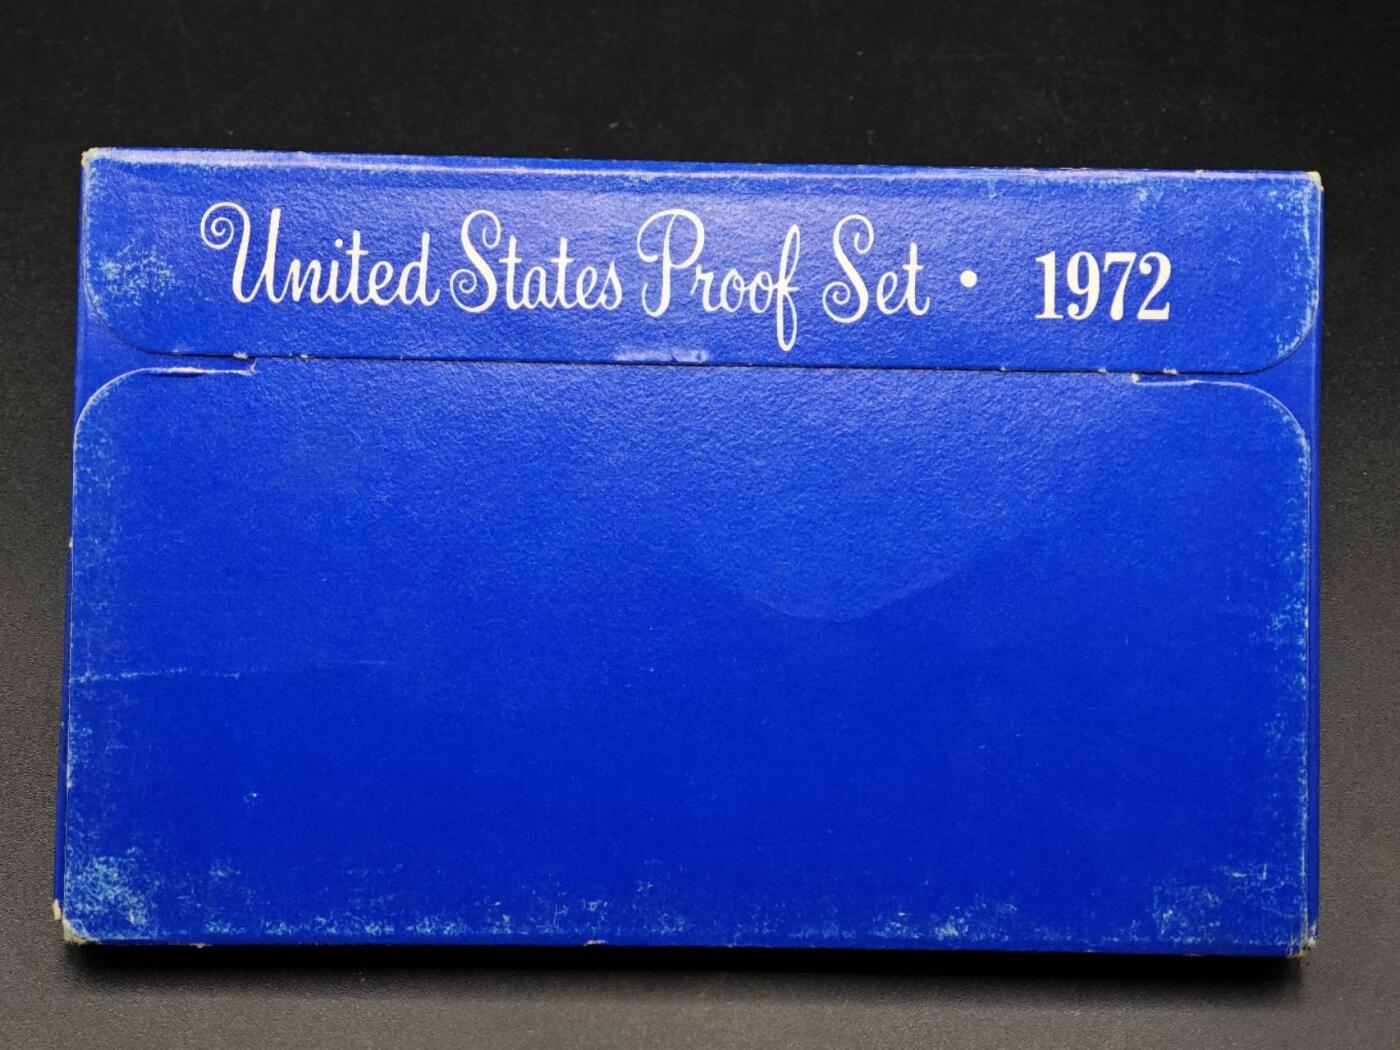 United States Proof Set • 1972